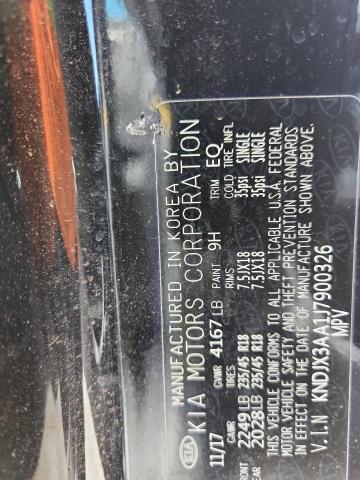 MANUFACTURED IN KOREA BY
KIA KIA MOTORS CORPORATION
11/17 GVWR 4167 LB PAINT 9H TRIM EQ
GAWR TIRES RIMS COLD TIRE INFL
RONT 2249 LB 235/45 R18 7.5JX18 35psi SINGLE
EAR 2028 LB 235/45 R18 7.5JX18 35psi SINGLE
THIS VEHICLE CONFORMS TO ALL APPLICABLE U.S.A. FEDERAL
MOTOR VEHICLE SAFETY AND THEFT PREVENTION STANDARDS
IN EFFECT ON THE DATE OF MANUFACTURE SHOWN ABOVE.
V.I.N KNDJX3AA1J7900326
MPV